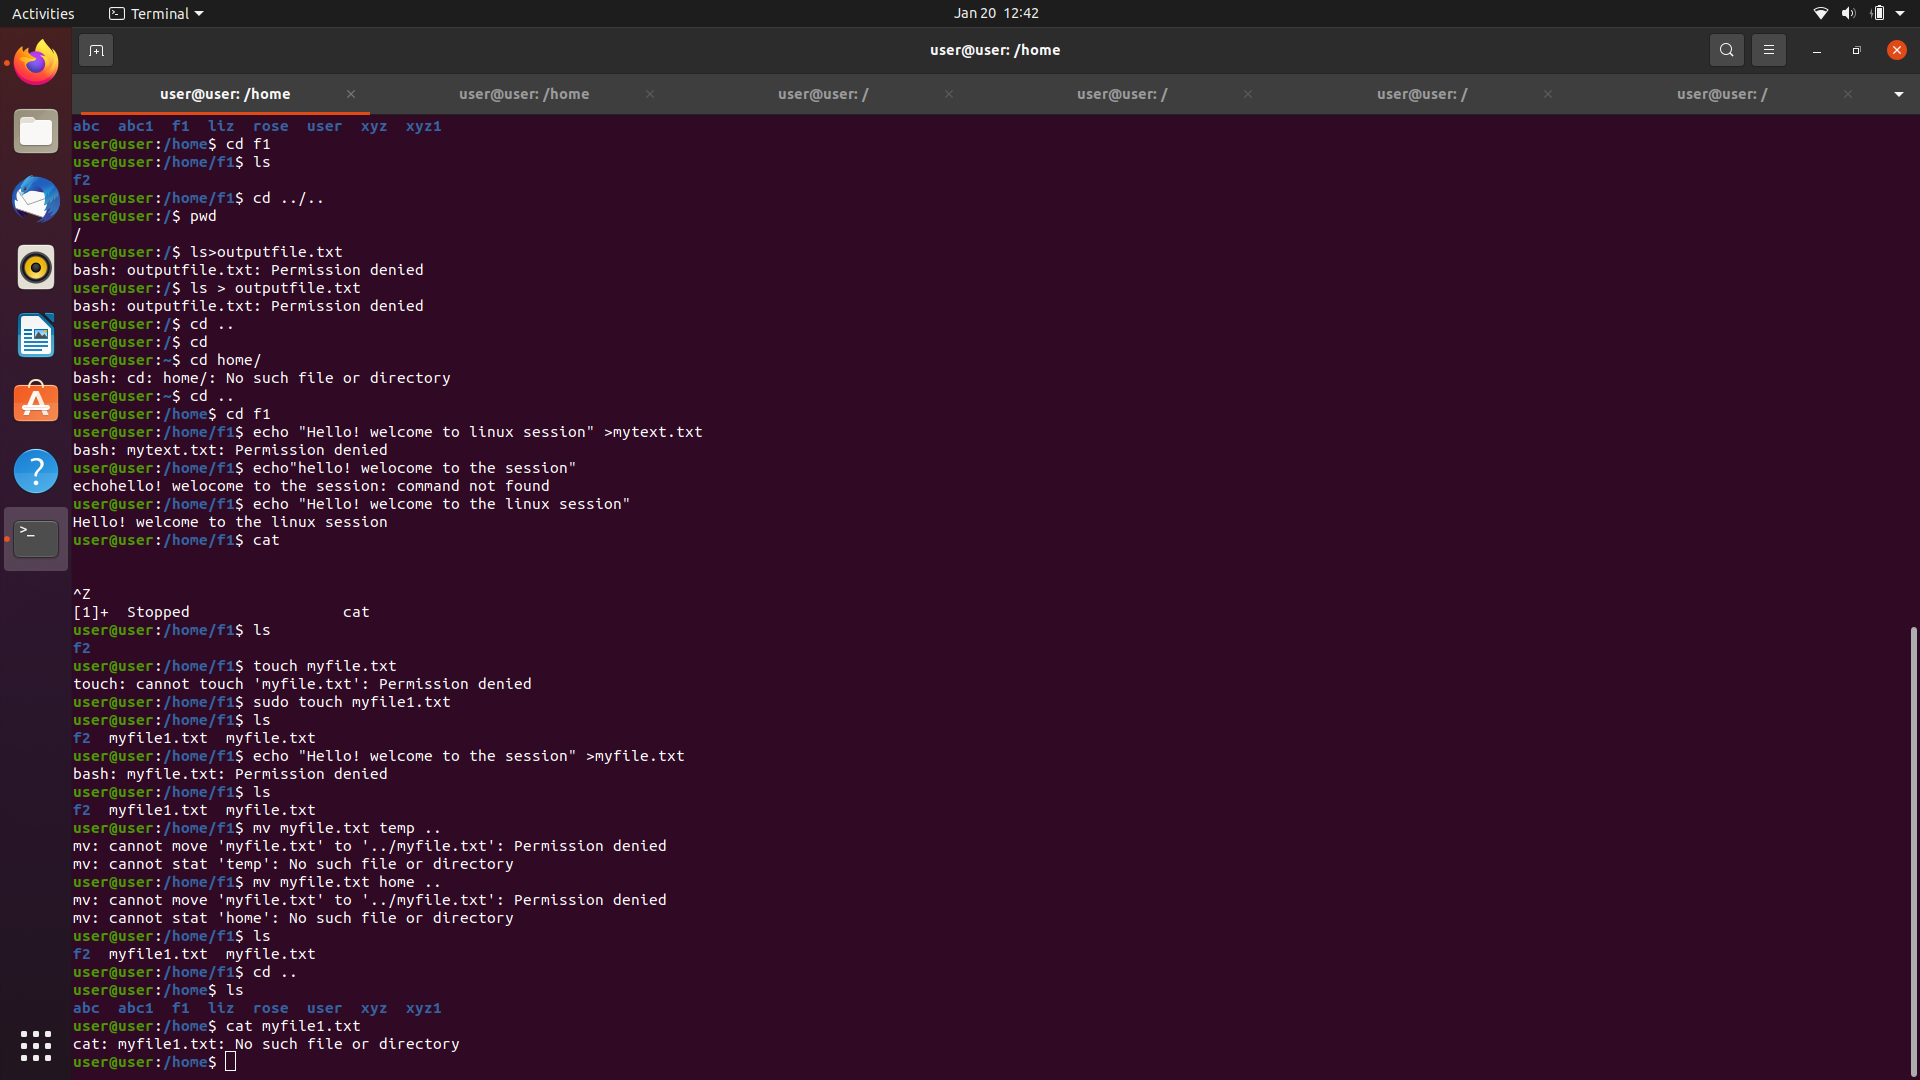 Activities Terminal Jan 20 12:42
user@user: /home
user@user: /home user@user: /home user@user: / user@user: / user@user: / user@user: /
abc abc1 f1 liz rose user xyz xyz1
user@user:/home$ cd f1
user@user:/home/f1$ ls
f2
user@user:/home/f1$ cd ../..
user@user:/$ pwd
/
user@user:/$ ls>outputfile.txt
bash: outputfile.txt: Permission denied
user@user:/$ ls > outputfile.txt
bash: outputfile.txt: Permission denied
user@user:/$ cd ..
user@user:/$ cd
user@user:~$ cd home/
bash: cd: home/: No such file or directory
user@user:~$ cd ..
user@user:/home$ cd f1
user@user:/home/f1$ echo "Hello! welcome to linux session" >mytext.txt
bash: mytext.txt: Permission denied
user@user:/home/f1$ echo"hello! welocome to the session"
echohello! welocome to the session: command not found
user@user:/home/f1$ echo "Hello! welcome to the linux session"
Hello! welcome to the linux session
user@user:/home/f1$ cat
^Z
[1]+ Stopped cat
user@user:/home/f1$ ls
f2
user@user:/home/f1$ touch myfile.txt
touch: cannot touch 'myfile.txt': Permission denied
user@user:/home/f1$ sudo touch myfile1.txt
user@user:/home/f1$ ls
f2 myfile1.txt myfile.txt
user@user:/home/f1$ echo "Hello! welcome to the session" >myfile.txt
bash: myfile.txt: Permission denied
user@user:/home/f1$ ls
f2 myfile1.txt myfile.txt
user@user:/home/f1$ mv myfile.txt temp ..
mv: cannot move 'myfile.txt' to '../myfile.txt': Permission denied
mv: cannot stat 'temp': No such file or directory
user@user:/home/f1$ mv myfile.txt home ..
mv: cannot move 'myfile.txt' to '../myfile.txt': Permission denied
mv: cannot stat 'home': No such file or directory
user@user:/home/f1$ ls
f2 myfile1.txt myfile.txt
user@user:/home/f1$ cd ..
user@user:/home$ ls
abc abc1 f1 liz rose user xyz xyz1
user@user:/home$ cat myfile1.txt
cat: myfile1.txt: No such file or directory
user@user:/home$